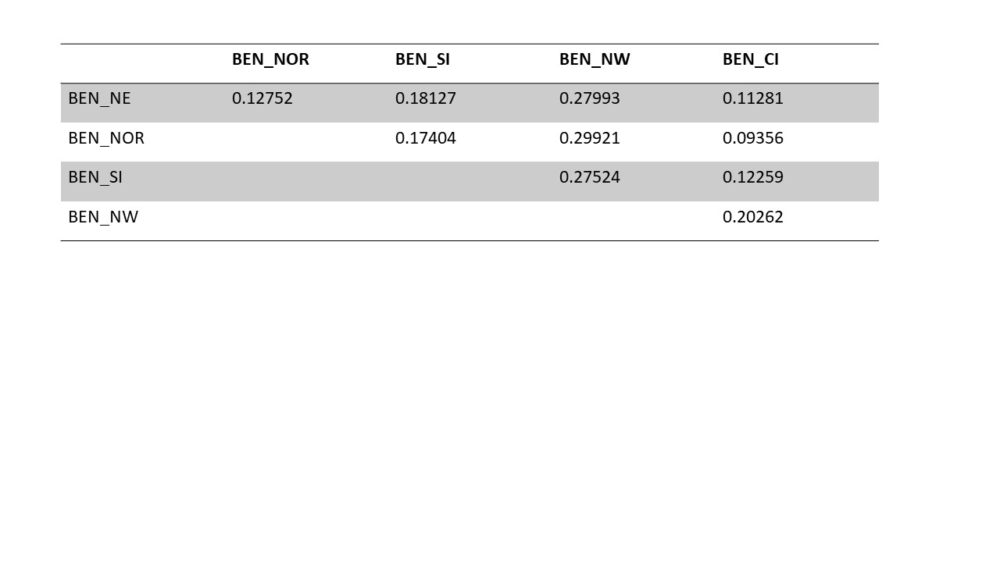 BEN_NOR BEN_SI BEN_NW BEN_CI
BEN_NE 0.12752 0.18127 0.27993 0.11281
BEN_NOR 0.17404 0.29921 0.09356
BEN_SI 0.27524 0.12259
BEN_NW 0.20262